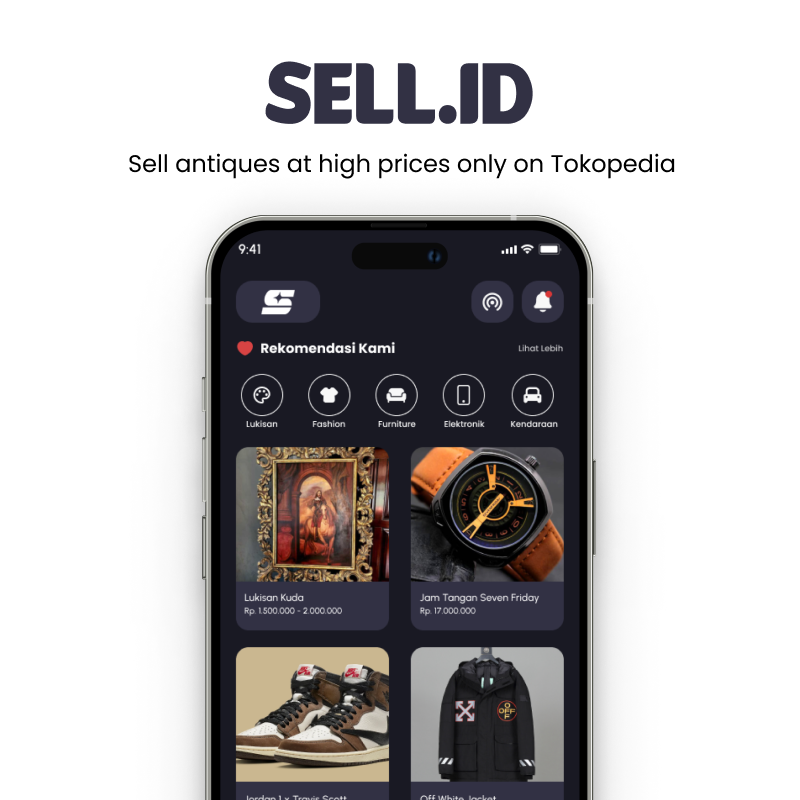 SELL.ID
Sell antiques at high prices only on Tokopedia
9:41
Rekomendasi Kami
Lihat Lebih
Lukisan
Fashion
Furniture
Elektronik
Kendaraan
Lukisan Kuda
Rp. 1.500.000 - 2.000.000
Jam Tangan Seven Friday
Rp. 17.000.000
OFF
Jordan 1 x Travis Scott
Off White Jacket